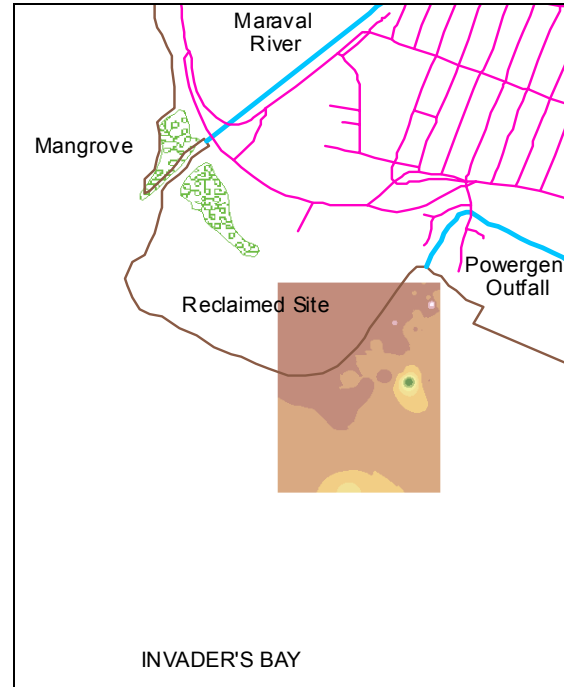 Maraval
River
Mangrove
Powergen
Outfall
Reclaimed Site
INVADER'S BAY